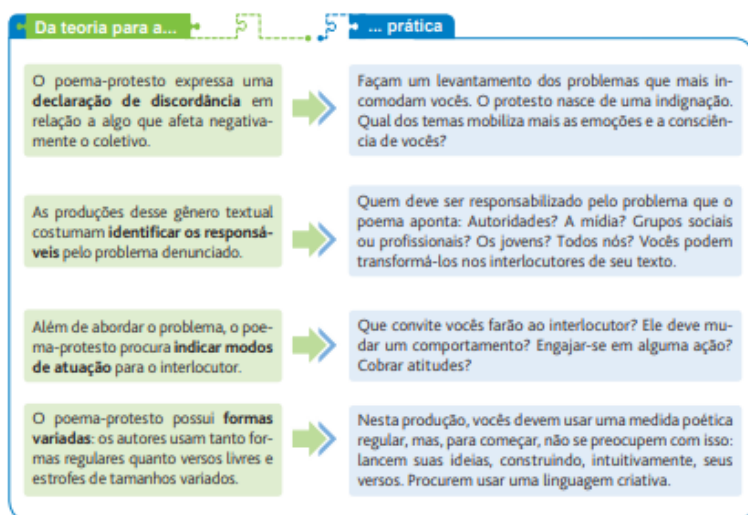 Da teoria para a...
... prática
O poema-protesto expressa uma
declaração de discordância em
relação a algo que afeta negativa-
mente o coletivo.
Façam um levantamento dos problemas que mais in-
comodam vocês. O protesto nasce de uma indignação.
Qual dos temas mobiliza mais as emoções e a consciên-
cia de vocês?
As produções desse gênero textual
costumam identificar os responsá-
veis pelo problema denunciado.
Quem deve ser responsabilizado pelo problema que o
poema aponta: Autoridades? A mídia? Grupos sociais
ou profissionais? Os jovens? Todos nós? Vocês podem
transformá-los nos interlocutores de seu texto.
Além de abordar o problema, o poe-
ma-protesto procura indicar modos
de atuação para o interlocutor.
Que convite vocês farão ao interlocutor? Ele deve mu-
dar um comportamento? Engajar-se em alguma ação?
Cobrar atitudes?
O poema-protesto possui formas
variadas: os autores usam tanto for-
mas regulares quanto versos livres e
estrofes de tamanhos variados.
Nesta produção, vocês devem usar uma medida poética
regular, mas, para começar, não se preocupem com isso:
lancem suas ideias, construindo, intuitivamente, seus
versos. Procurem usar uma linguagem criativa.